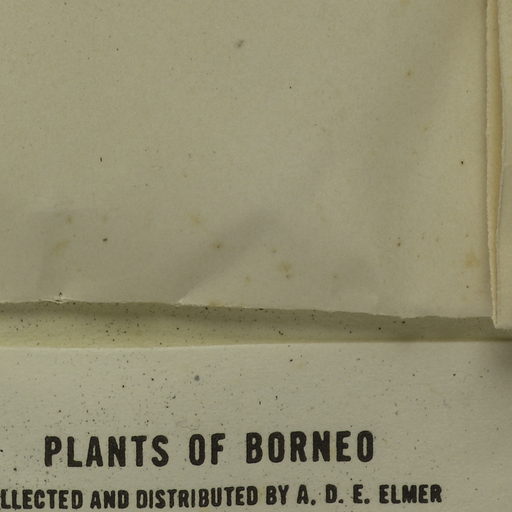 PLANTS OF BORNEO
LLECTED AND DISTRIBUTED BY A. D. E. ELMER